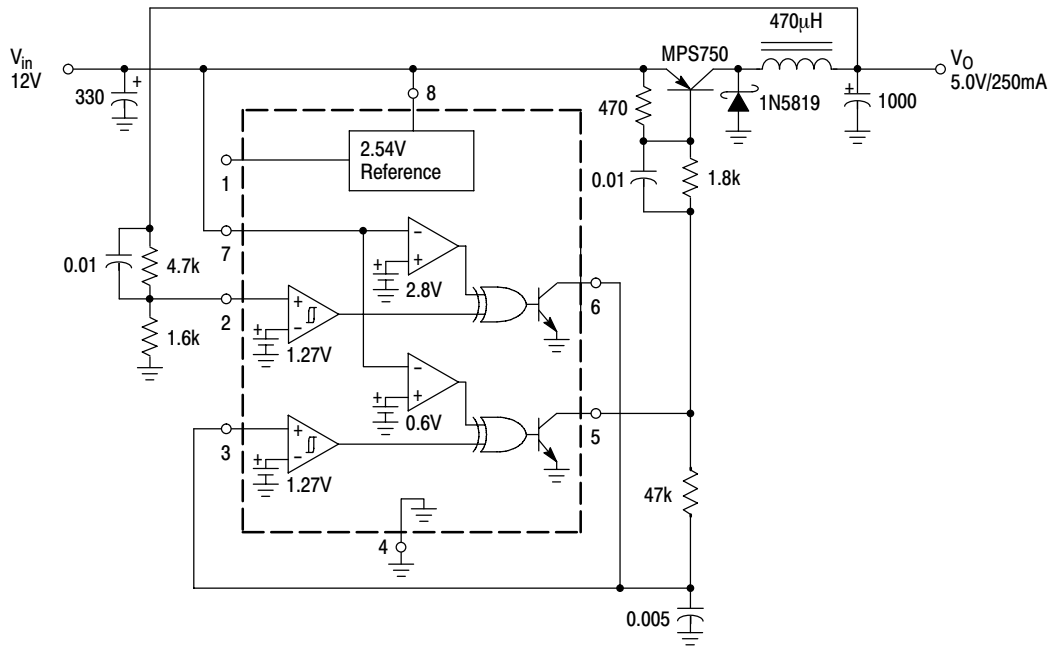 470μH
MPS750
Vin
12V
VO
5.0V/250mA
330
8
470
1N5819
1000
2.54V
Reference
1
0.01
1.8k
7
-
+
2.8V
0.01
4.7k
6
2
+
-
1.27V
1.6k
-
+
0.6V
5
3
+
-
1.27V
47k
4
0.005